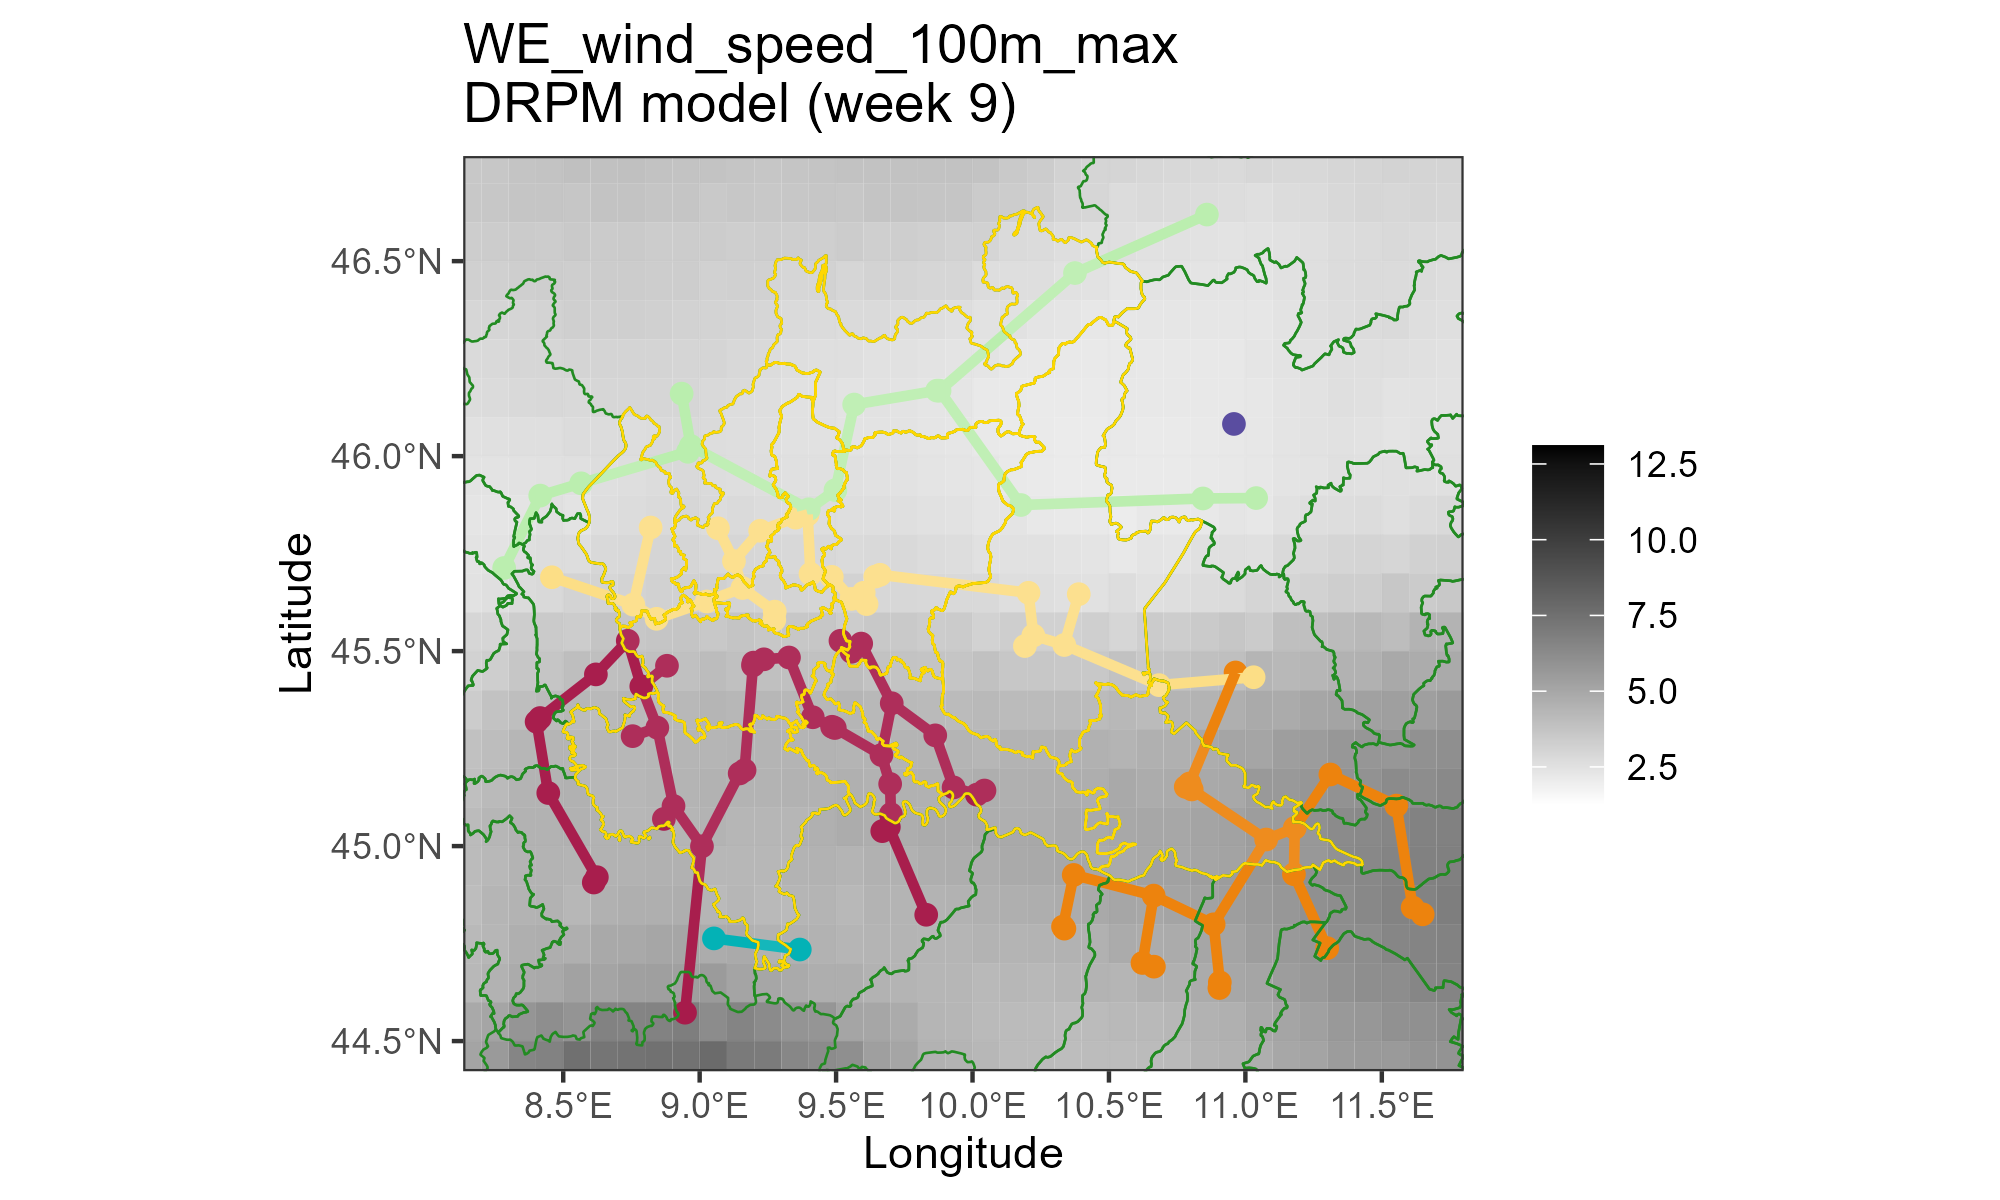 WE_wind_speed_100m_max
DRPM model (week 9)
Latitude
46.5°N
46.0°N
45.5°N
45.0°N
44.5°N
8.5°E
9.0°E
9.5°E
10.0°E
10.5°E
11.0°E
11.5°E
Longitude
12.5
10.0
7.5
5.0
2.5